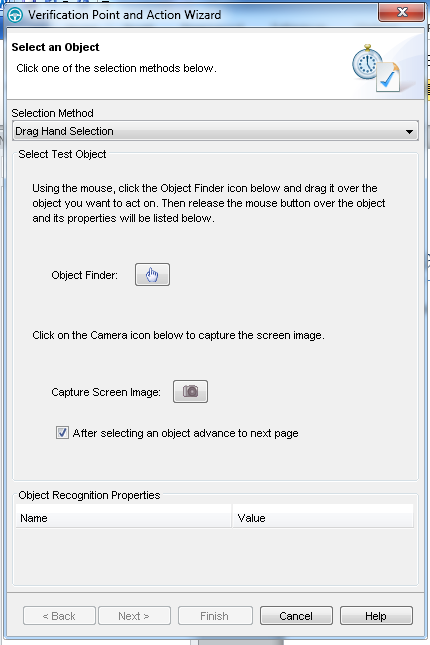 Verification Point and Action Wizard
Select an Object
Click one of the selection methods below.
Selection Method
Drag Hand Selection
Select Test Object
Using the mouse, click the Object Finder icon below and drag it over the
object you want to act on. Then release the mouse button over the object
and its properties will be listed below.
Object Finder:
Click on the Camera icon below to capture the screen image.
Capture Screen Image:
After selecting an object advance to next page
Object Recognition Properties
Name Value
< Back Next > Finish Cancel Help